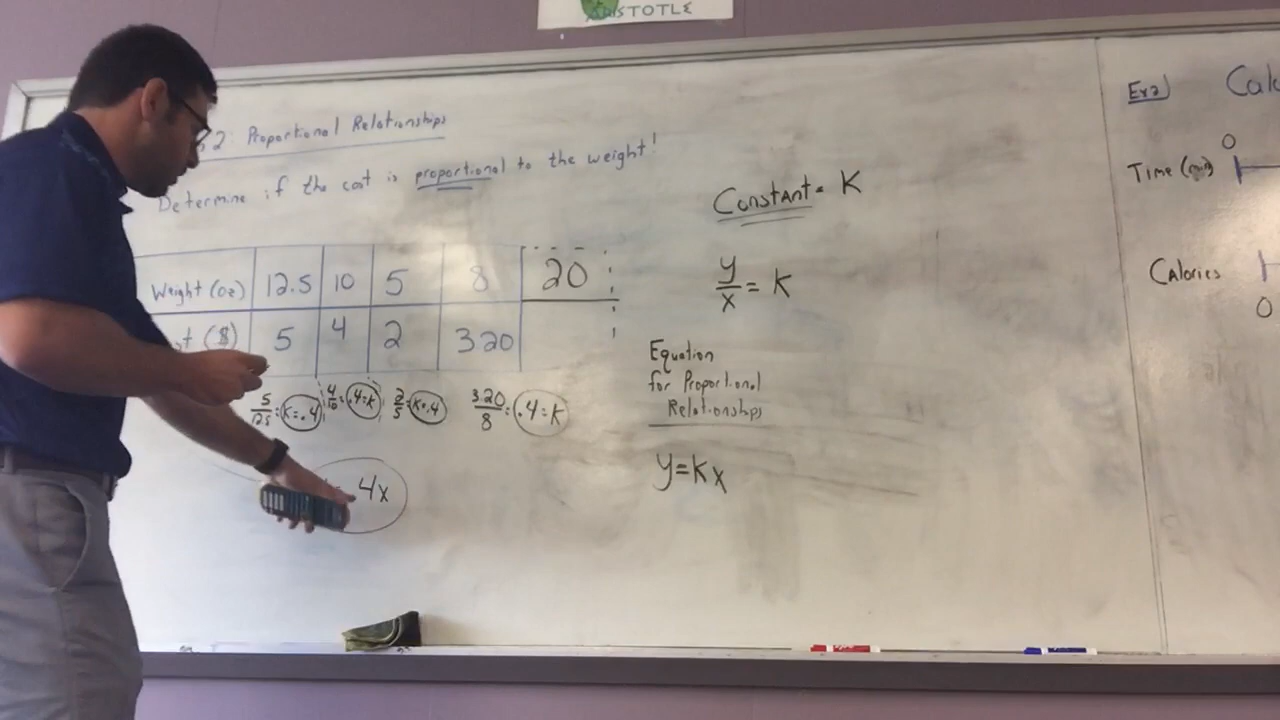 ARISTOTLE
.2: Proportional Relationships
Determine if the cost is proportional to the weight!
Weight (oz) 12.5 10 5 8 20
t ($) 5 4 2 3.20
5/12.5 = K = .4 4/10 = .4 = K 2/5 = K = .4 3.20/8 = .4 = K
4x
Constant = K
y/x = K
Equation
for Proportional
Relationships
y = Kx
Ex2)
0
Time (min)
Calories
0